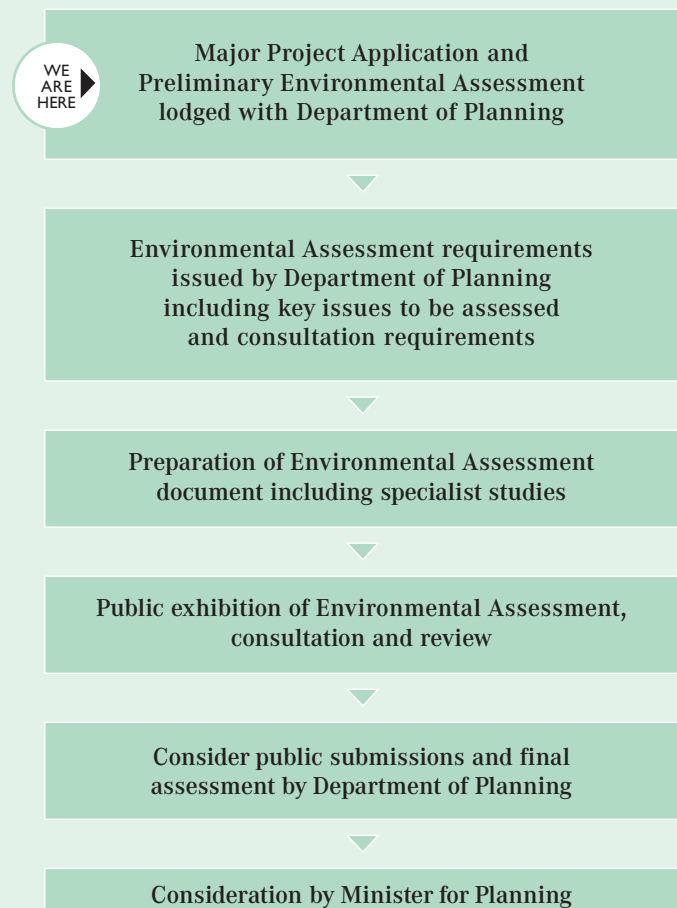 WE
ARE
HERE
Major Project Application and
Preliminary Environmental Assessment
lodged with Department of Planning
Environmental Assessment requirements
issued by Department of Planning
including key issues to be assessed
and consultation requirements
Preparation of Environmental Assessment
document including specialist studies
Public exhibition of Environmental Assessment,
consultation and review
Consider public submissions and final
assessment by Department of Planning
Consideration by Minister for Planning